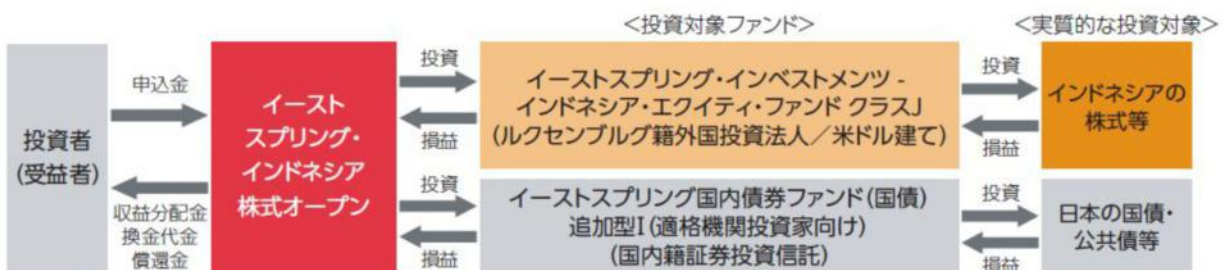 <投資対象ファンド>
<実質的な投資対象>
投資者
(受益者)
申込金
収益分配金
換金代金
償還金
イースト
スプリング・
インドネシア
株式オープン
投資
損益
投資
損益
イーストスプリング・インベストメンツ -
インドネシア・エクイティ・ファンド クラスJ
(ルクセンブルグ籍外国投資法人/米ドル建て)
イーストスプリング国内債券ファンド(国債)
追加型I(適格機関投資家向け)
(国内籍証券投資信託)
投資
損益
投資
損益
インドネシアの
株式等
日本の国債・
公共債等